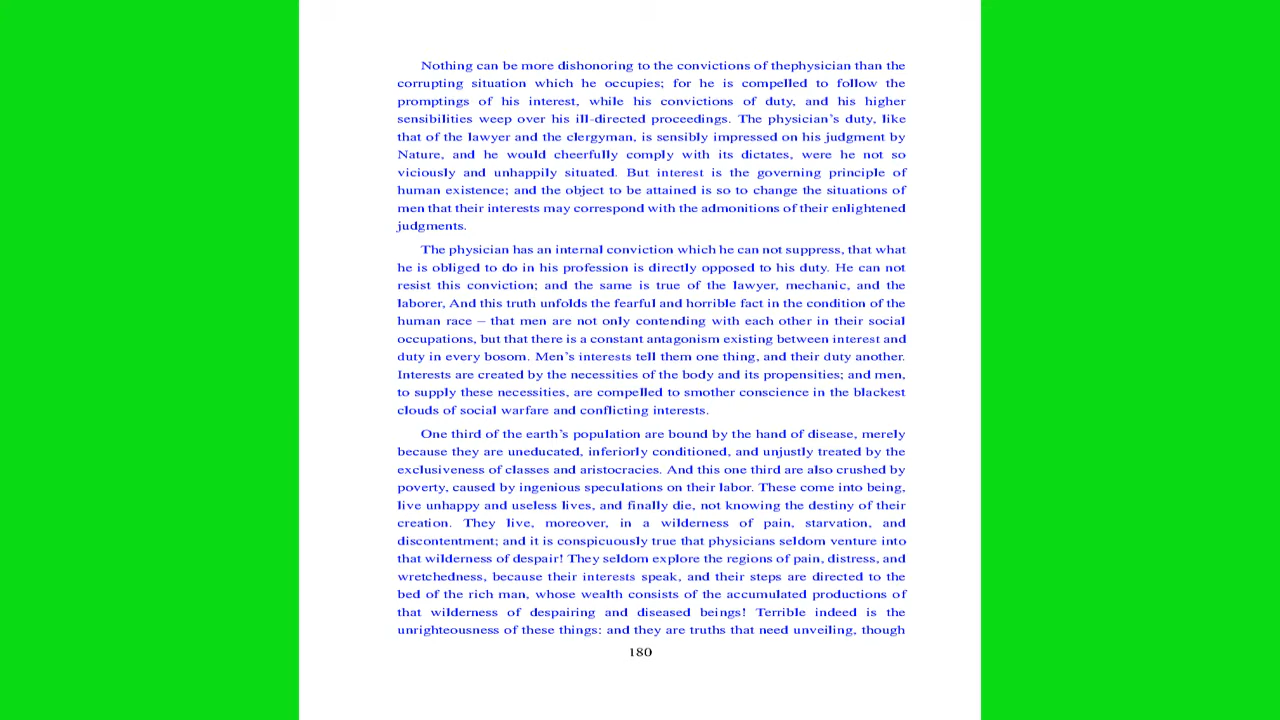 Nothing can be more dishonoring to the convictions of thephysician than the
corrupting situation which he occupies; for he is compelled to follow the
promptings of his interest, while his convictions of duty, and his higher
sensibilities weep over his ill-directed proceedings. The physician's duty, like
that of the lawyer and the clergyman, is sensibly impressed on his judgment by
Nature, and he would cheerfully comply with its dictates, were he not so
viciously and unhappily situated. But interest is the governing principle of
human existence; and the object to be attained is so to change the situations of
men that their interests may correspond with the admonitions of their enlightened
judgments.
The physician has an internal conviction which he can not suppress, that what
he is obliged to do in his profession is directly opposed to his duty. He can not
resist this conviction; and the same is true of the lawyer, mechanic, and the
laborer, And this truth unfolds the fearful and horrible fact in the condition of the
human race – that men are not only contending with each other in their social
occupations, but that there is a constant antagonism existing between interest and
duty in every bosom. Men's interests tell them one thing, and their duty another.
Interests are created by the necessities of the body and its propensities; and men,
to supply these necessities, are compelled to smother conscience in the blackest
clouds of social warfare and conflicting interests.
One third of the earth's population are bound by the hand of disease, merely
because they are uneducated, inferiorly conditioned, and unjustly treated by the
exclusiveness of classes and aristocracies. And this one third are also crushed by
poverty, caused by ingenious speculations on their labor. These come into being,
live unhappy and useless lives, and finally die, not knowing the destiny of their
creation. They live, moreover, in a wilderness of pain, starvation, and
discontentment; and it is conspicuously true that physicians seldom venture into
that wilderness of despair! They seldom explore the regions of pain, distress, and
wretchedness, because their interests speak, and their steps are directed to the
bed of the rich man, whose wealth consists of the accumulated productions of
that wilderness of despairing and diseased beings! Terrible indeed is the
unrighteousness of these things: and they are truths that need unveiling, though
180